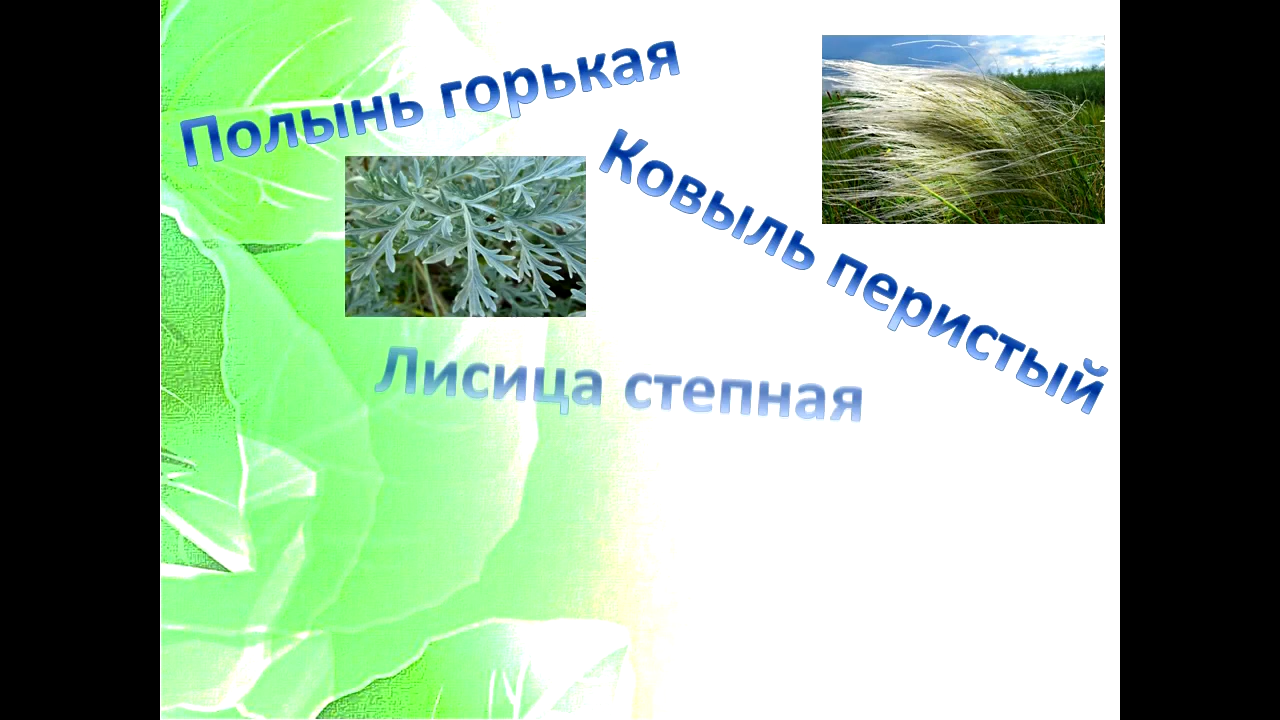 Полынь горькая
Ковыль перистый
Лисица степная